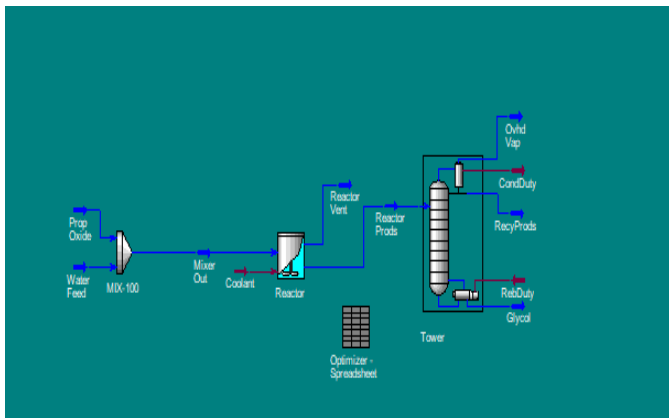 Ovhd
Vap
CondDuty
Reactor
Vent
Prop
Oxide
Reactor
Prods
RecyProds
Water
Feed
MIX-100
Mixer
Out
Coolant
Reactor
RebDuty
Glycol
Tower
Optimizer -
Spreadsheet